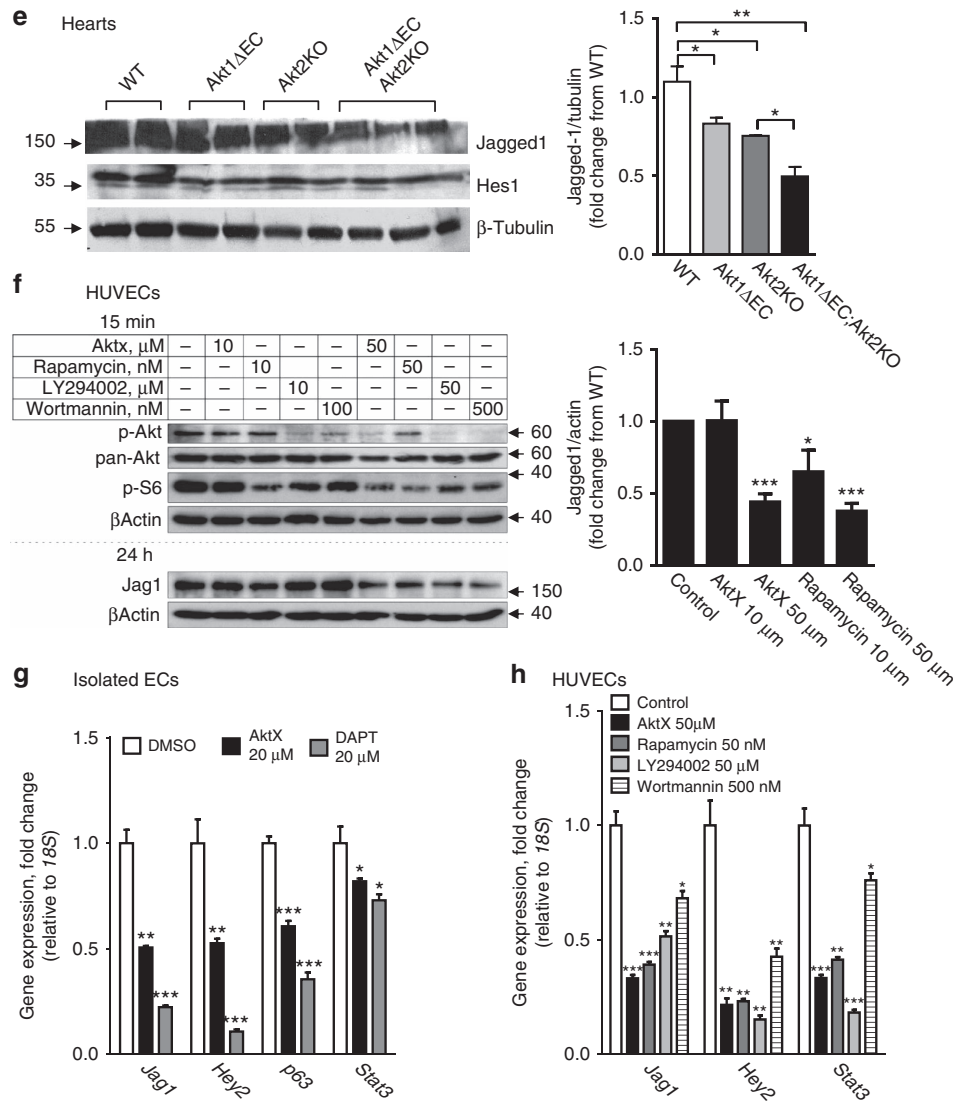 e Hearts
WT Akt1ΔEC Akt2KO Akt1ΔEC Akt2KO
150 Jagged1
35 Hes1
55 β-Tubulin
1.5
1.0
0.5
0.0
Jagged-1/tubulin
(fold change from WT)
** * * *
WT Akt1ΔEC Akt2KO Akt1ΔEC;Akt2KO
f HUVECs
15 min
Aktx, μM – 10 – – – 50 – – –
Rapamycin, nM – – 10 – – – 50 – –
LY294002, μM – – – 10 – – – 50 –
Wortmannin, nM – – – – 100 – – – 500
p-Akt 60
pan-Akt 60
40
p-S6
βActin 40
24 h
Jag1 150
βActin 40
1.5
1.0
0.5
0.0
Jagged1/actin
(fold change from WT)
*** * ***
Control AktX 10 μm AktX 50 μm Rapamycin 10 μm Rapamycin 50 μm
g Isolated ECs
1.5
1.0
0.5
0.0
Gene expression, fold change
(relative to 18S)
DMSO AktX 20 μM DAPT 20 μM
** *** ** *** *** *** * *
Jag1 Hey2 p63 Stat3
h HUVECs
Control
AktX 50μM
Rapamycin 50 nM
LY294002 50 μM
Wortmannin 500 nM
1.5
1.0
0.5
0.0
Gene expression, fold change
(relative to 18S)
*** *** ** * ** ** ** ** *** ** *** *
Jag1 Hey2 Stat3